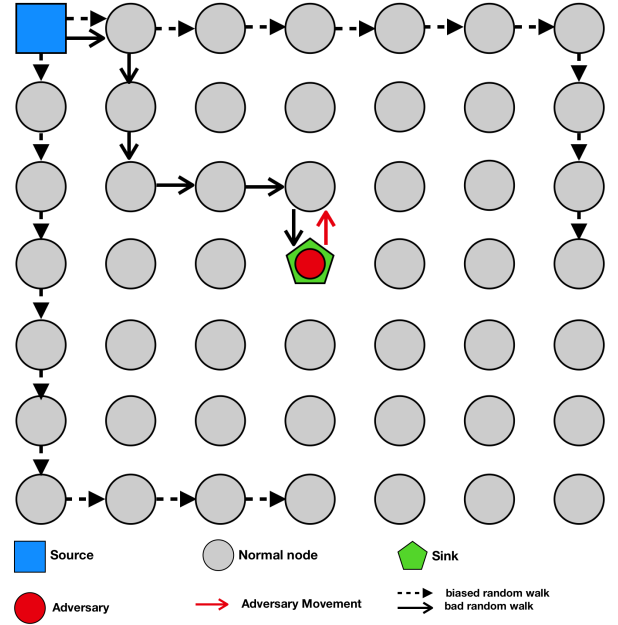 Source
Normal node
Sink
Adversary
Adversary Movement
biased random walk
bad random walk